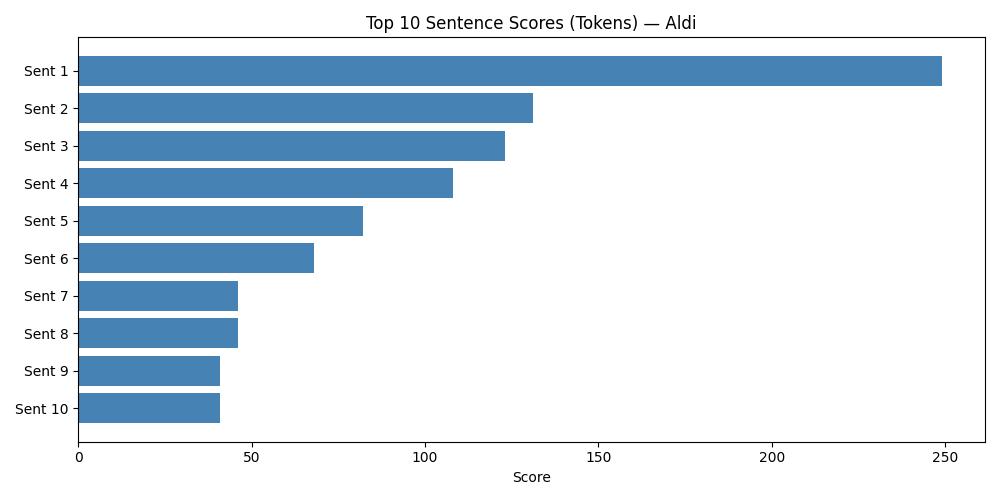 Top 10 Sentence Scores (Tokens) — Aldi
Sent 1
Sent 2
Sent 3
Sent 4
Sent 5
Sent 6
Sent 7
Sent 8
Sent 9
Sent 10
0 50 100 150 200 250
Score